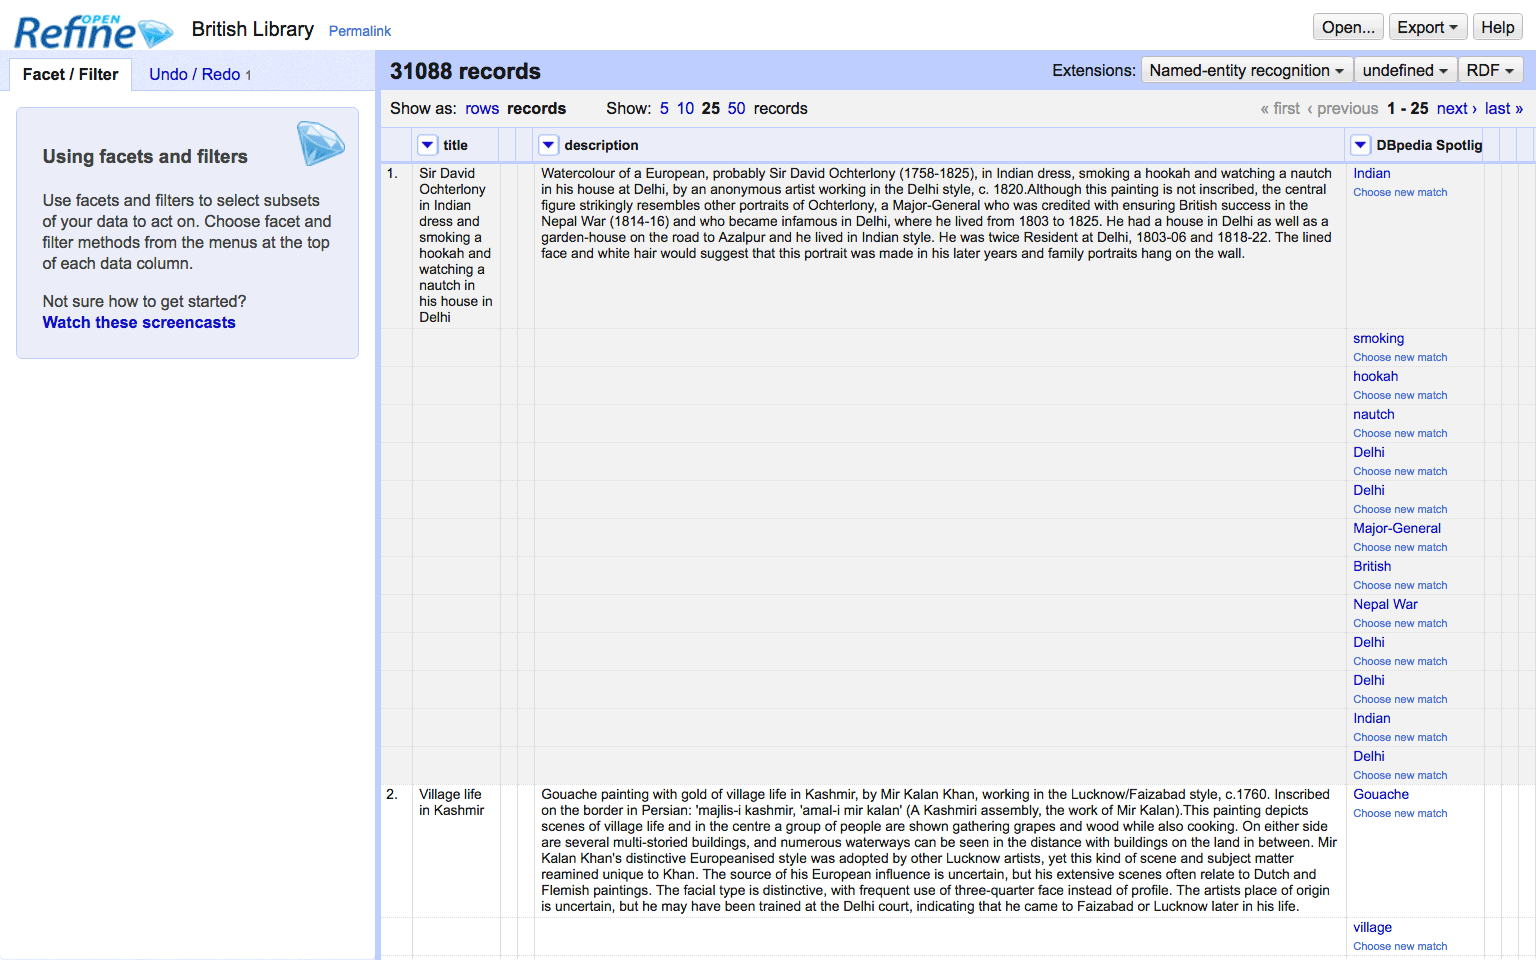 OPEN
Refine
British Library Permalink
Open... Export Help
Facet / Filter Undo / Redo 1
31088 records
Extensions: Named-entity recognition undefined RDF
Show as: rows records Show: 5 10 25 50 records
« first ‹ previous 1 - 25 next › last »
Using facets and filters
Use facets and filters to select subsets
of your data to act on. Choose facet and
filter methods from the menus at the top
of each data column.
Not sure how to get started?
Watch these screencasts
title description DBpedia Spotlig
1.
Sir David
Ochterlony
in Indian
dress and
smoking a
hookah and
watching a
nautch in
his house in
Delhi
Watercolour of a European, probably Sir David Ochterlony (1758-1825), in Indian dress, smoking a hookah and watching a nautch
in his house at Delhi, by an anonymous artist working in the Delhi style, c. 1820.Although this painting is not inscribed, the central
figure strikingly resembles other portraits of Ochterlony, a Major-General who was credited with ensuring British success in the
Nepal War (1814-16) and who became infamous in Delhi, where he lived from 1803 to 1825. He had a house in Delhi as well as a
garden-house on the road to Azalpur and he lived in Indian style. He was twice Resident at Delhi, 1803-06 and 1818-22. The lined
face and white hair would suggest that this portrait was made in his later years and family portraits hang on the wall.
Indian
Choose new match
smoking
Choose new match
hookah
Choose new match
nautch
Choose new match
Delhi
Choose new match
Delhi
Choose new match
Major-General
Choose new match
British
Choose new match
Nepal War
Choose new match
Delhi
Choose new match
Delhi
Choose new match
Indian
Choose new match
Delhi
Choose new match
2.
Village life
in Kashmir
Gouache painting with gold of village life in Kashmir, by Mir Kalan Khan, working in the Lucknow/Faizabad style, c.1760. Inscribed
on the border in Persian: 'majlis-i kashmir, 'amal-i mir kalan' (A Kashmiri assembly, the work of Mir Kalan).This painting depicts
scenes of village life and in the centre a group of people are shown gathering grapes and wood while also cooking. On either side
are several multi-storied buildings, and numerous waterways can be seen in the distance with buildings on the land in between. Mir
Kalan Khan's distinctive Europeanised style was adopted by other Lucknow artists, yet this kind of scene and subject matter
reamined unique to Khan. The source of his European influence is uncertain, but his extensive scenes often relate to Dutch and
Flemish paintings. The facial type is distinctive, with frequent use of three-quarter face instead of profile. The artists place of origin
is uncertain, but he may have been trained at the Delhi court, indicating that he came to Faizabad or Lucknow later in his life.
Gouache
Choose new match
village
Choose new match